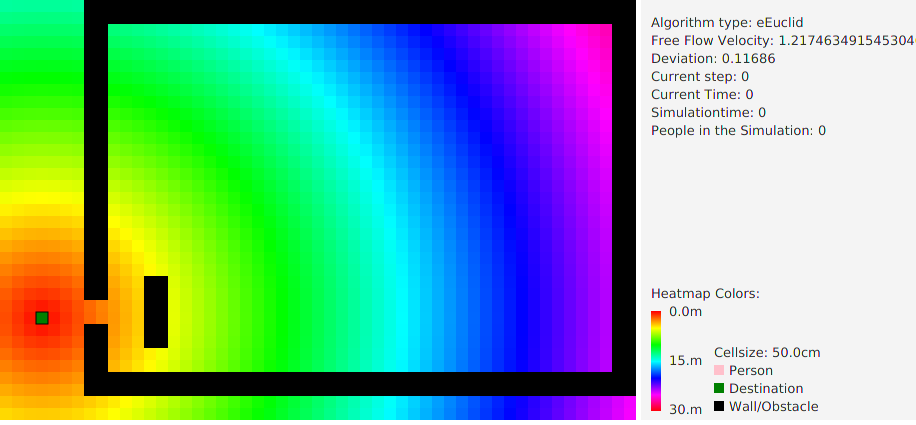 Algorithm type: eEuclid
Free Flow Velocity: 1.217463491545304
Deviation: 0.11686
Current step: 0
Current Time: 0
Simulationtime: 0
People in the Simulation: 0
Heatmap Colors:
0.0m
15.m
30.m
Cellsize: 50.0cm
Person
Destination
Wall/Obstacle